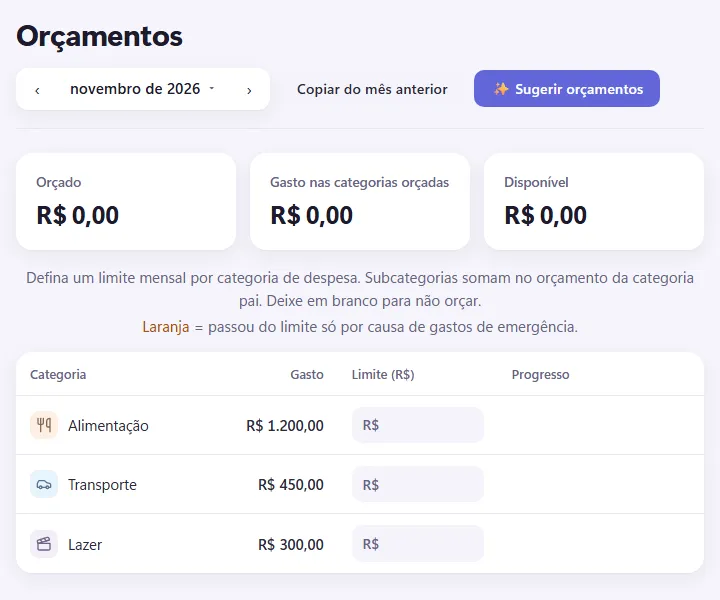 Orçamentos
‹ novembro de 2026 ›
Copiar do mês anterior
✨ Sugerir orçamentos
Orçado
R$ 0,00
Gasto nas categorias orçadas
R$ 0,00
Disponível
R$ 0,00
Defina um limite mensal por categoria de despesa. Subcategorias somam no orçamento da categoria
pai. Deixe em branco para não orçar.
Laranja = passou do limite só por causa de gastos de emergência.
Categoria Gasto Limite (R$) Progresso
Alimentação R$ 1.200,00 R$
Transporte R$ 450,00 R$
Lazer R$ 300,00 R$